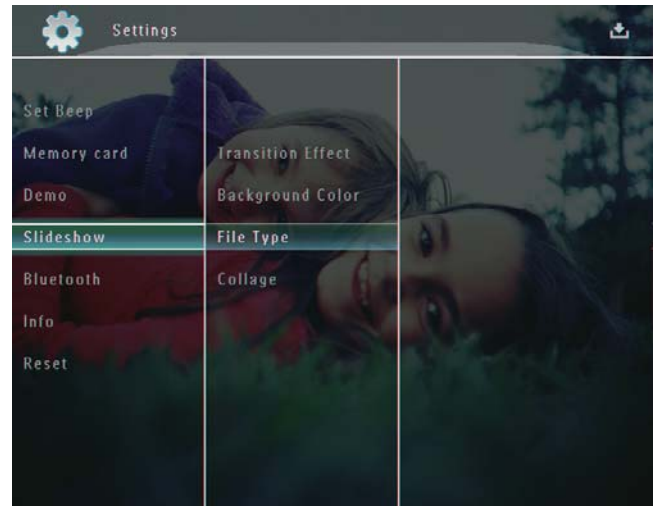 Settings
Set Beep
Memory card
Demo
Slideshow
Bluetooth
Info
Reset
Transition Effect
Background Color
File Type
Collage